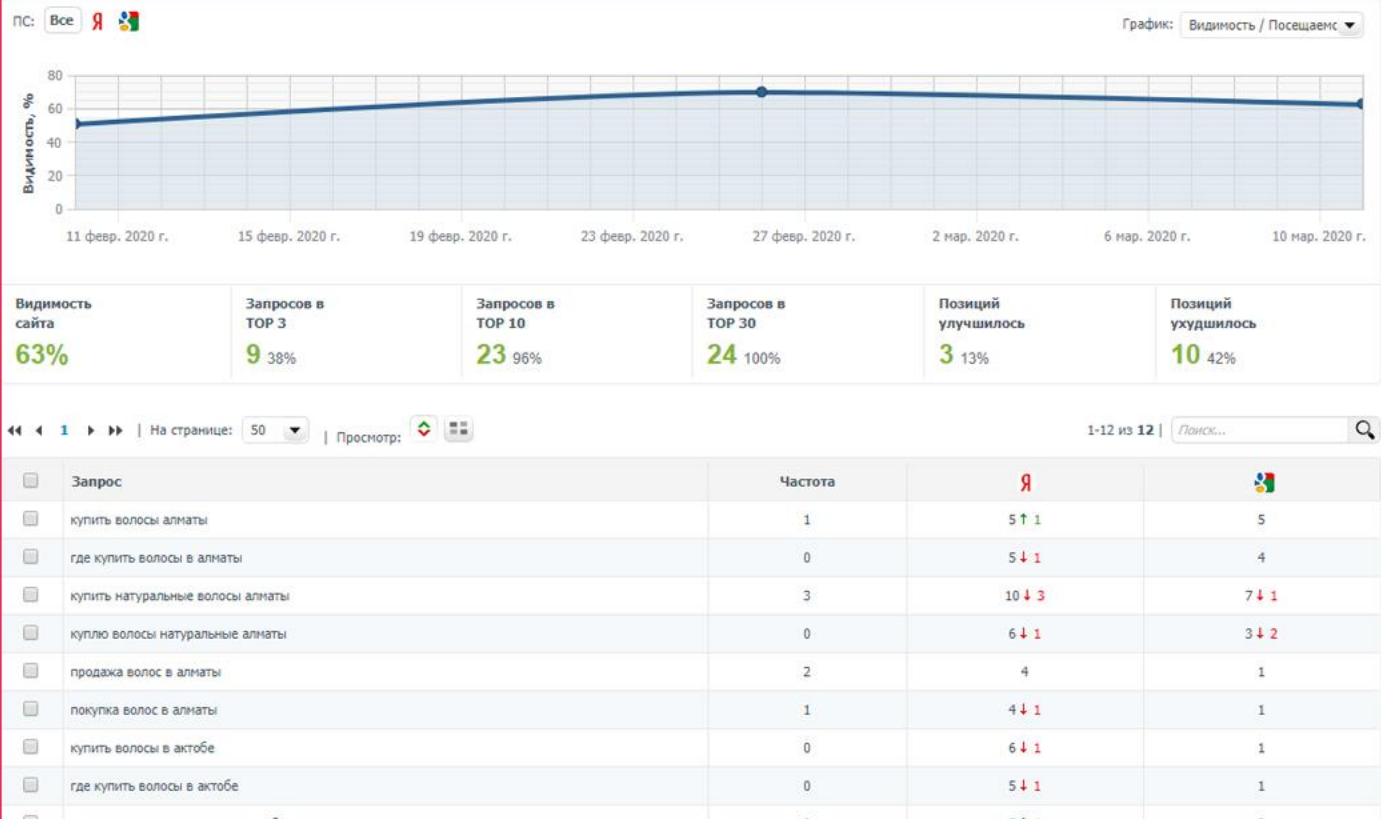 ПС: Все Я График: Видимость / Посещаемс
Видимость, %
80
60
40
20
0
11 февр. 2020 г. 15 февр. 2020 г. 19 февр. 2020 г. 23 февр. 2020 г. 27 февр. 2020 г. 2 мар. 2020 г. 6 мар. 2020 г. 10 мар. 2020 г.
Видимость сайта
63%
Запросов в TOP 3
9 38%
Запросов в TOP 10
23 96%
Запросов в TOP 30
24 100%
Позиций улучшилось
3 13%
Позиций ухудшилось
10 42%
1 | На странице: 50 | Просмотр: 1-12 из 12 | Поиск...
Запрос Частота Я
купить волосы алматы 1 5↑ 1 5
где купить волосы в алматы 0 5↓ 1 4
купить натуральные волосы алматы 3 10↓ 3 7↓ 1
куплю волосы натуральные алматы 0 6↓ 1 3↓ 2
продажа волос в алматы 2 4 1
покупка волос в алматы 1 4↓ 1 1
купить волосы в актобе 0 6↓ 1 1
где купить волосы в актобе 0 5↓ 1 1